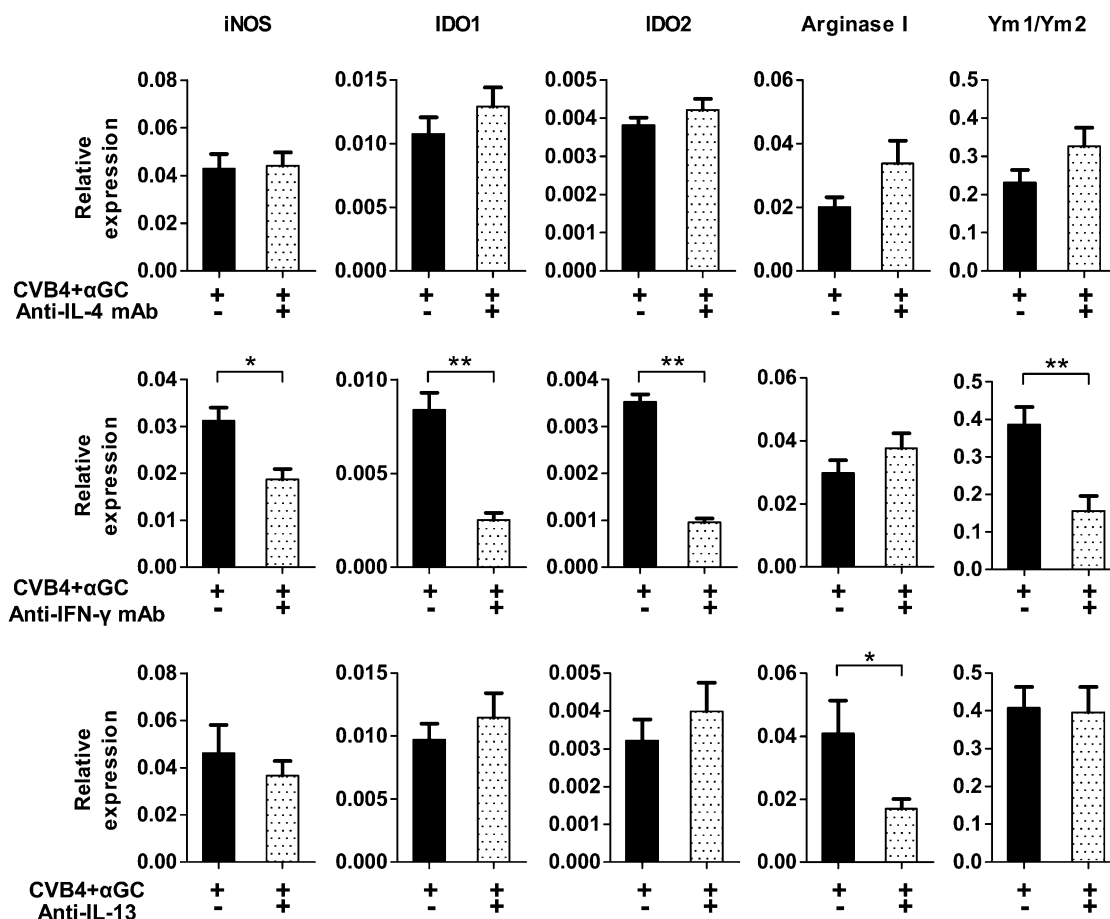 iNOS IDO1 IDO2 Arginase I Ym1/Ym2
Relative expression
0.08 0.06 0.04 0.02 0.00
0.015 0.010 0.005 0.000
0.005 0.004 0.003 0.002 0.001 0.000
0.06 0.04 0.02 0.00
0.5 0.4 0.3 0.2 0.1 0.0
CVB4+αGC + + + + + + + + + +
Anti-IL-4 mAb - + - + - + - + - +
* ** ** **
Relative expression
0.04 0.03 0.02 0.01 0.00
0.010 0.005 0.000
0.004 0.003 0.002 0.001 0.000
0.06 0.04 0.02 0.00
0.5 0.4 0.3 0.2 0.1 0.0
CVB4+αGC + + + + + + + + + +
Anti-IFN-γ mAb - + - + - + - + - +
*
Relative expression
0.08 0.06 0.04 0.02 0.00
0.015 0.010 0.005 0.000
0.005 0.004 0.003 0.002 0.001 0.000
0.06 0.04 0.02 0.00
0.5 0.4 0.3 0.2 0.1 0.0
CVB4+αGC + + + + + + + + + +
Anti-IL-13 - + - + - + - + - +